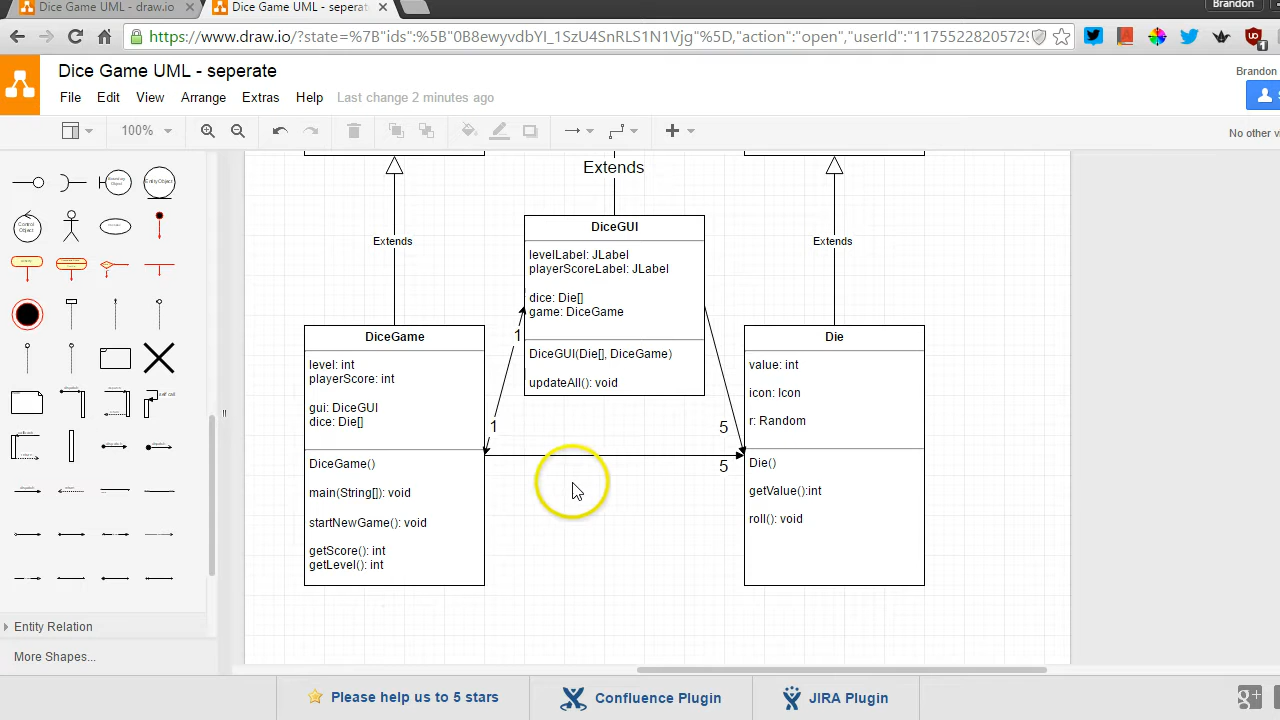 Dice Game UML - draw.io
Dice Game UML - seperat
Brandon
https://www.draw.io/?state=%7B"ids":%5B"0B8ewyvdbYI_1SzU4SnRLS1N1Vjg"%5D,"action":"open","userId":"11755228205729
Dice Game UML - seperate
Brandon
File Edit View Arrange Extras Help Last change 2 minutes ago
100%
No other vi
Extends
Extends
Extends
DiceGUI
levelLabel: JLabel
playerScoreLabel: JLabel
dice: Die[]
game: DiceGame
DiceGUI(Die[], DiceGame)
updateAll(): void
DiceGame
level: int
playerScore: int
gui: DiceGUI
dice: Die[]
DiceGame()
main(String[]): void
startNewGame(): void
getScore(): int
getLevel(): int
Die
value: int
icon: Icon
r: Random
Die()
getValue():int
roll(): void
1
1
5
5
Entity Relation
More Shapes...
Please help us to 5 stars
Confluence Plugin
JIRA Plugin
g+